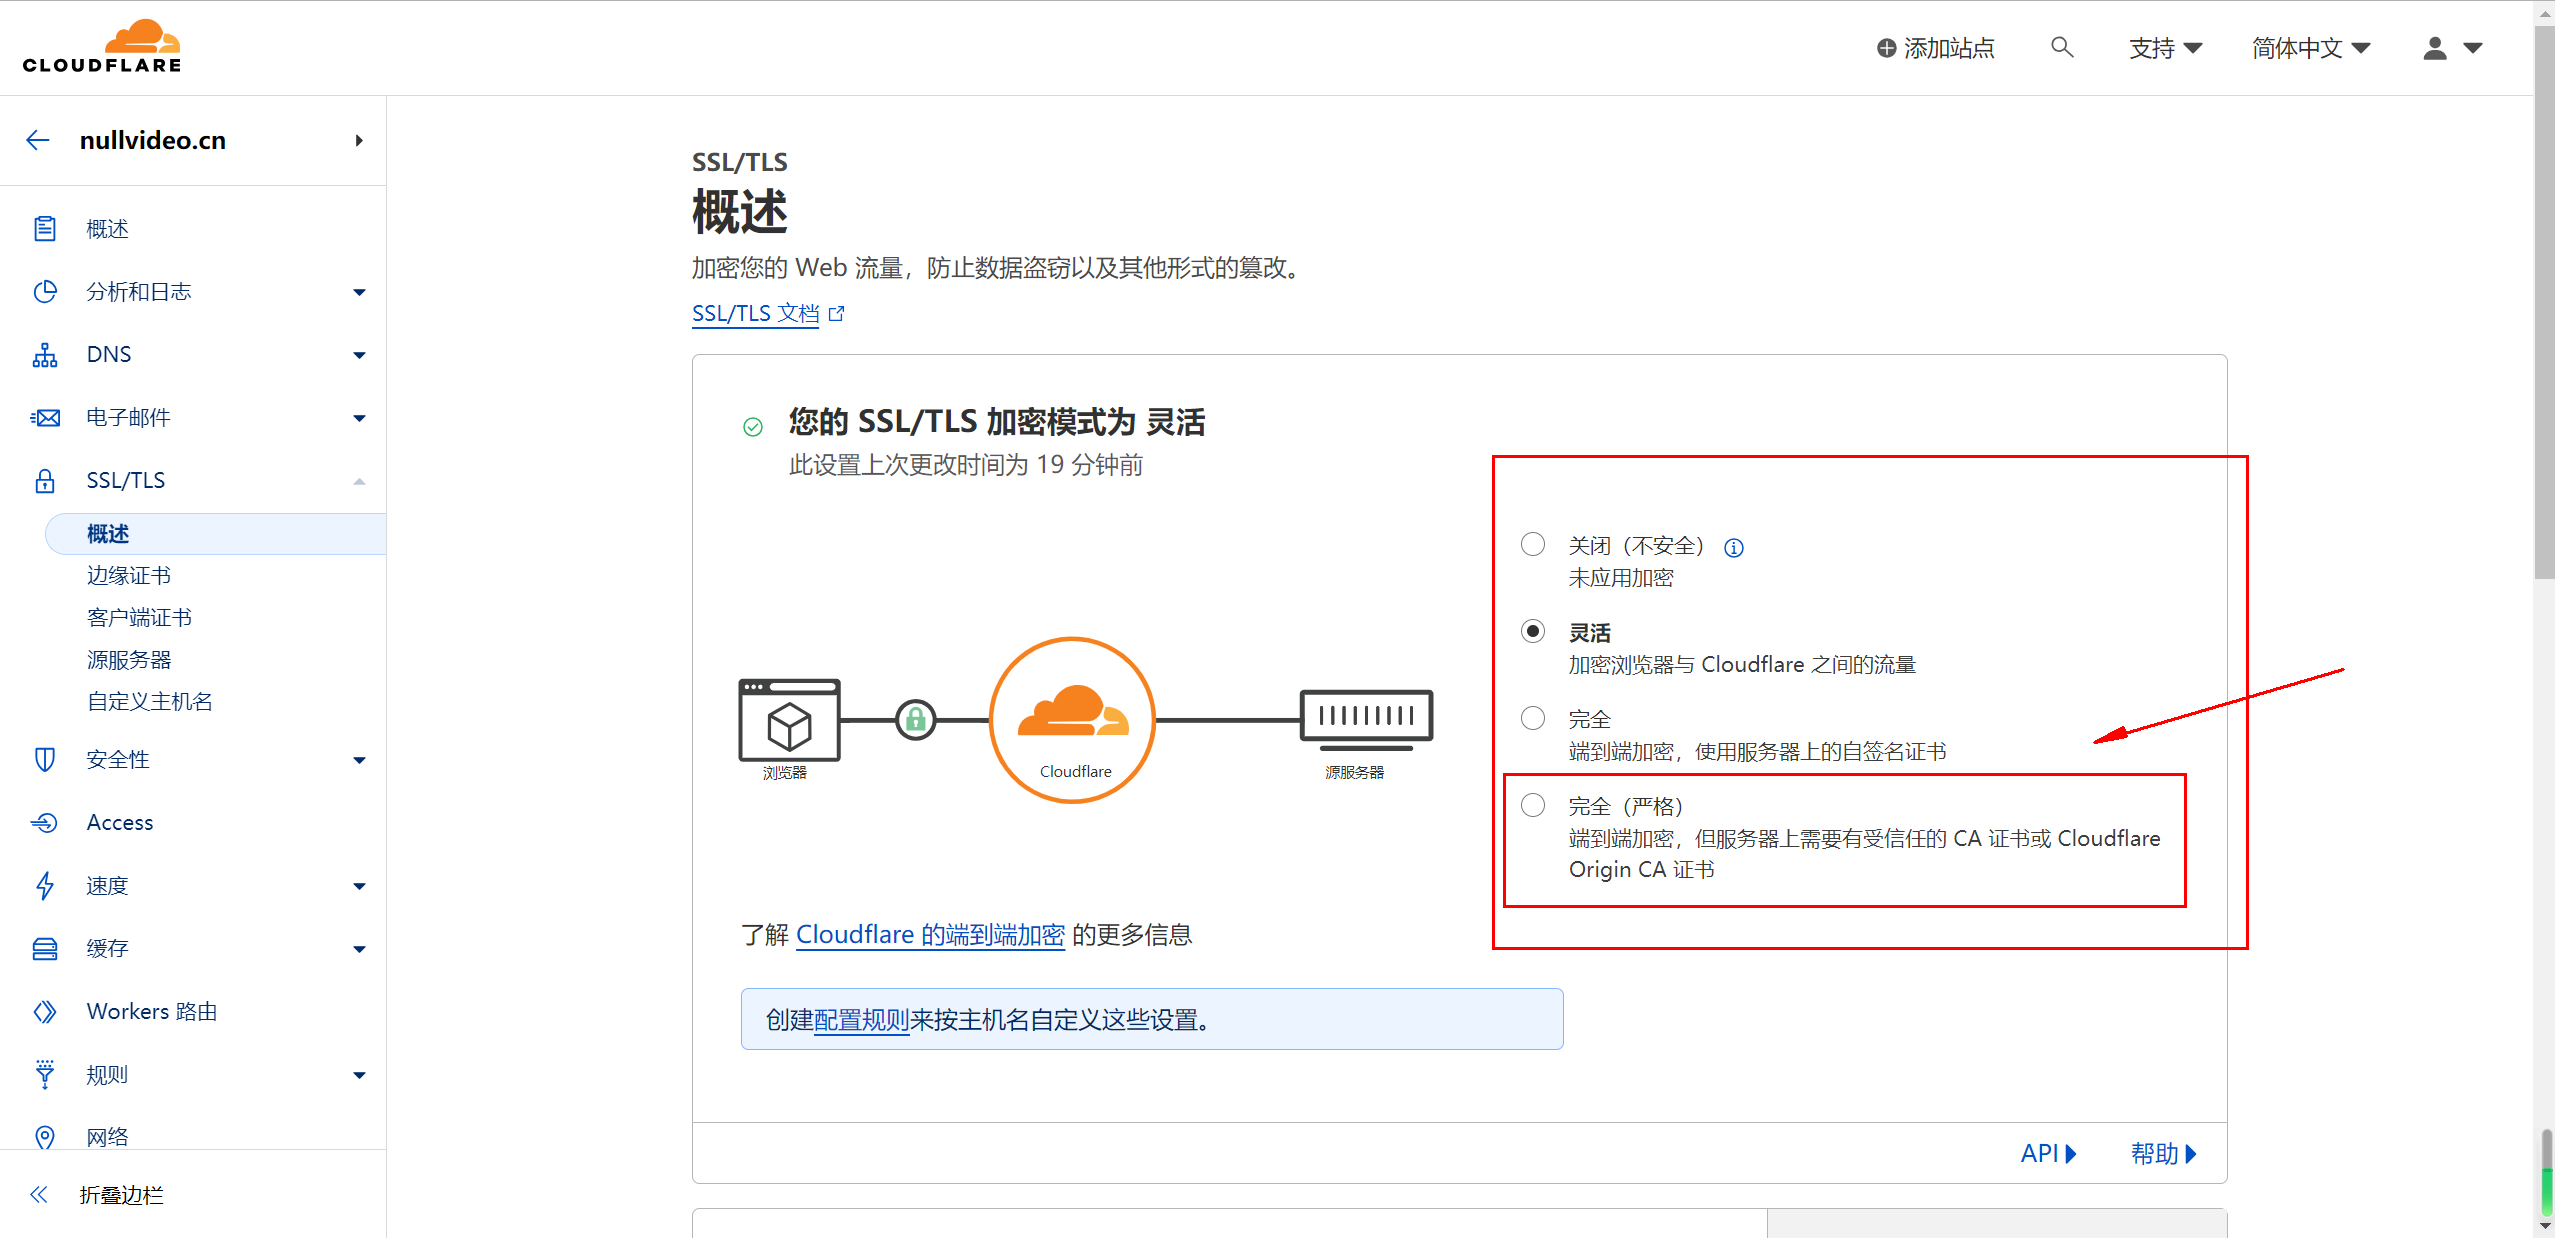 CLOUDFLARE
添加站点
支持
简体中文
nullvideo.cn
概述
分析和日志
DNS
电子邮件
SSL/TLS
概述
边缘证书
客户端证书
源服务器
自定义主机名
安全性
Access
速度
缓存
Workers 路由
规则
网络
折叠边栏
SSL/TLS
概述
加密您的 Web 流量，防止数据盗窃以及其他形式的篡改。
SSL/TLS 文档
您的 SSL/TLS 加密模式为 灵活
此设置上次更改时间为 19 分钟前
浏览器
Cloudflare
源服务器
关闭（不安全）
未应用加密
灵活
加密浏览器与 Cloudflare 之间的流量
完全
端到端加密，使用服务器上的自签名证书
完全（严格）
端到端加密，但服务器上需要有受信任的 CA 证书或 Cloudflare
Origin CA 证书
了解 Cloudflare 的端到端加密 的更多信息
创建配置规则来按主机名自定义这些设置。
API
帮助